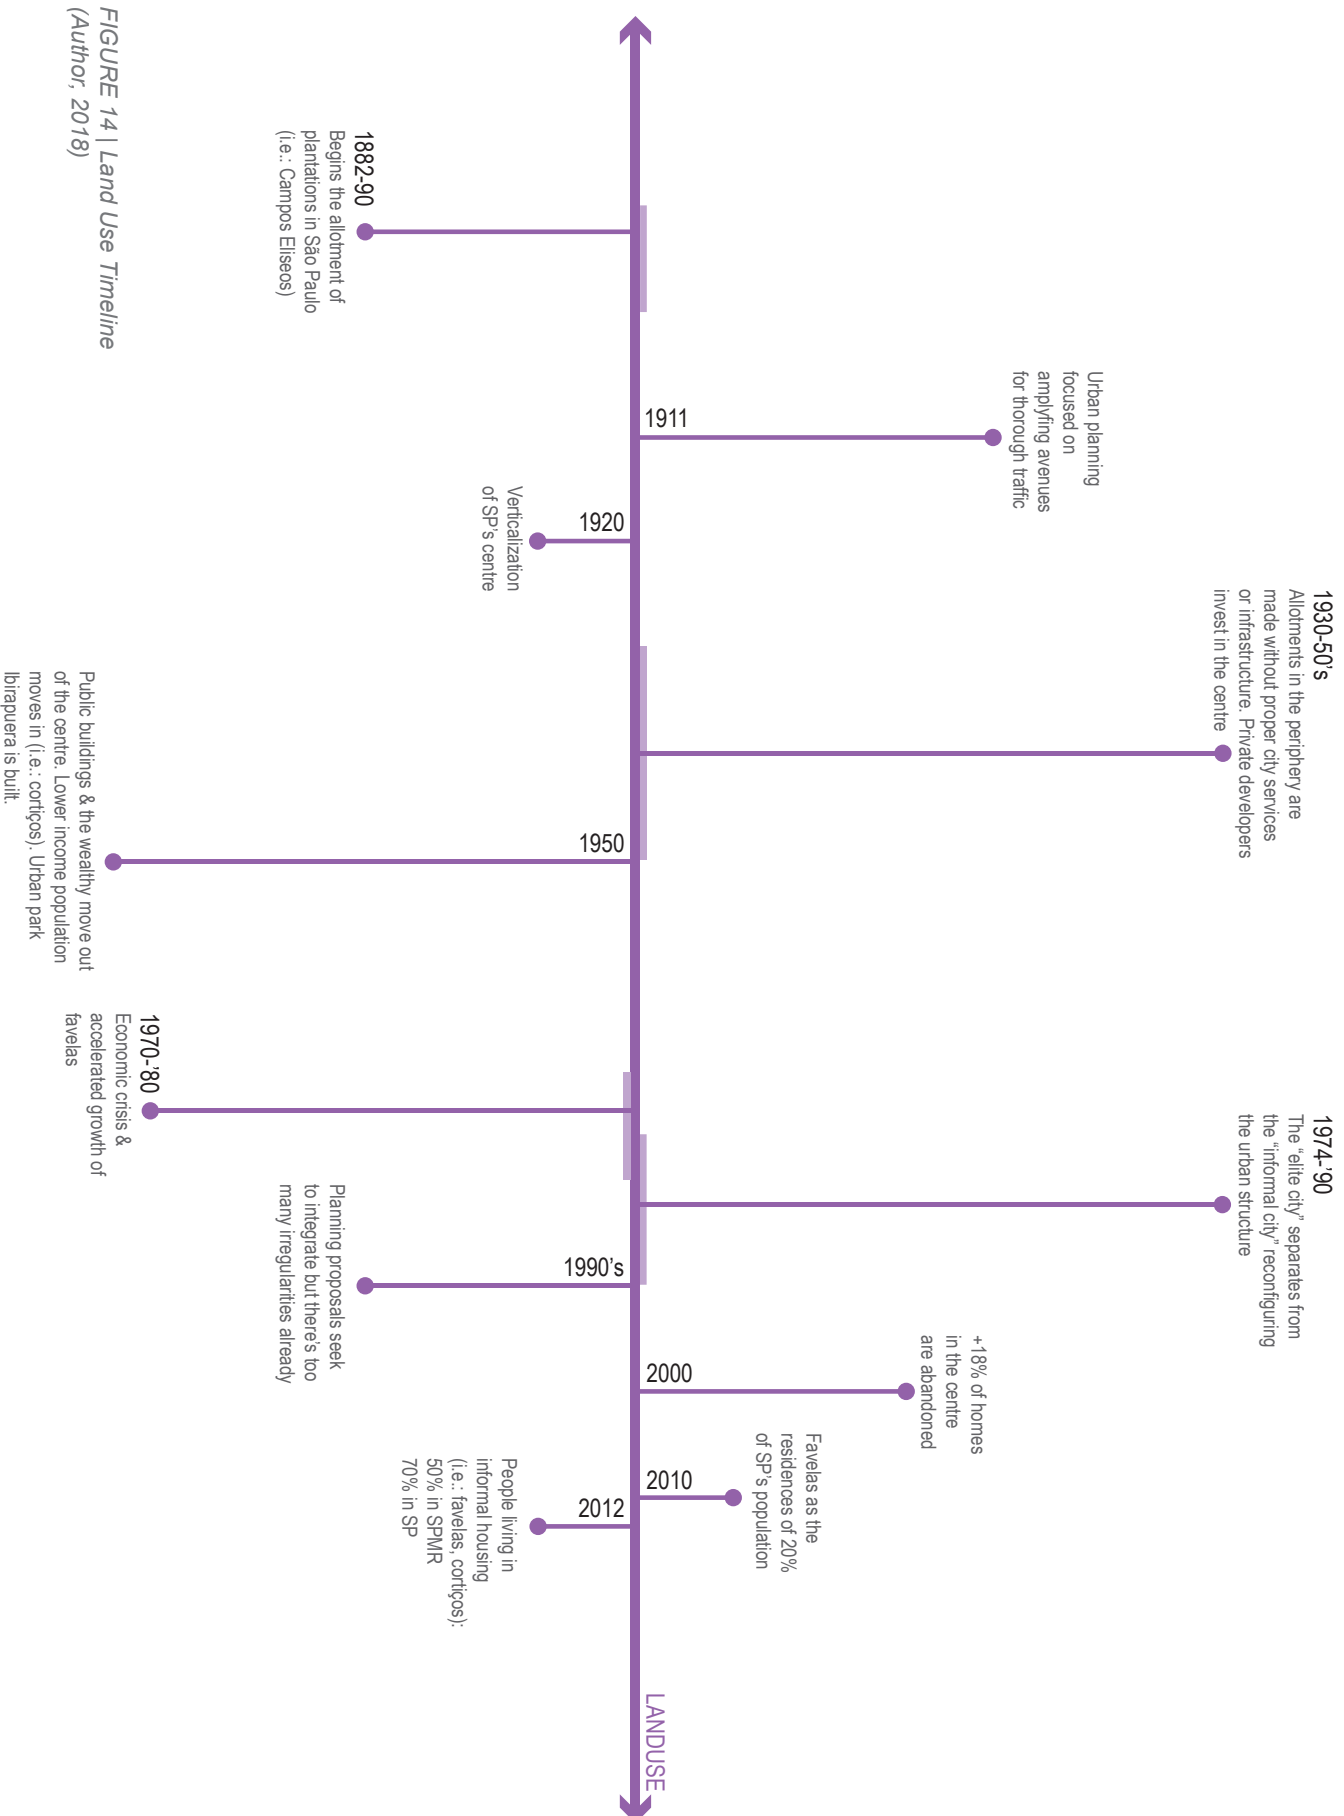 1882-90
Begins the allotment of
plantations in São Paulo
(i.e.: Campos Eliseos)
1911
Urban planning
focused on
amplyfing avenues
for thorough traffic
1920
Verticalization
of SP's centre
1930-50's
Allotments in the periphery are
made without proper city services
or infrastructure. Private developers
invest in the centre
1950
Public buildings & the wealthy move out
of the centre. Lower income population
moves in (i.e.: cortiços). Urban park
Ibirapuera is built.
1970-'80
Economic crisis &
accelerated growth of
favelas
1974-'90
The "elite city" separates from
the "informal city" reconfiguring
the urban structure
1990's
Planning proposals seek
to integrate but there's too
many irregularities already
2000
+18% of homes
in the centre
are abandoned
2010
Favelas as the
residences of 20%
of SP's population
2012
People living in
informal housing
(i.e.: favelas, cortiços):
50% in SPMR
70% in SP
LANDUSE
FIGURE 14 | Land Use Timeline
(Author, 2018)